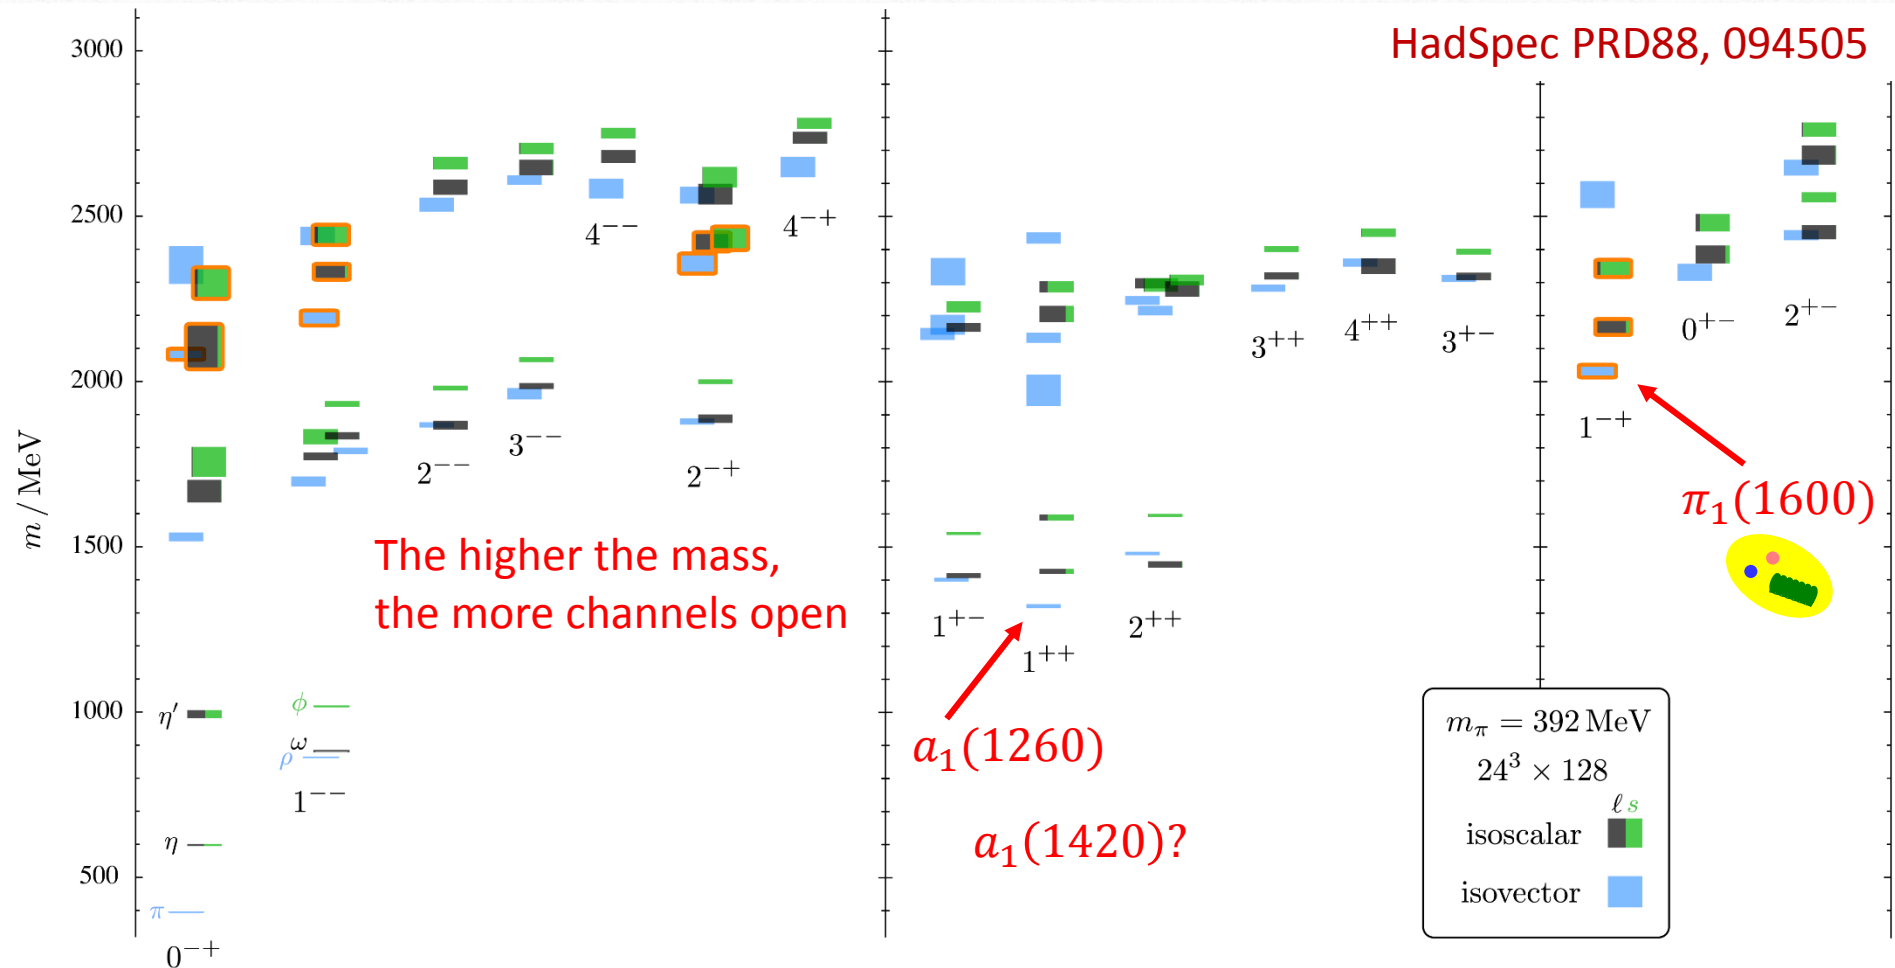 HadSpec PRD88, 094505
3000
2500
2000
1500
1000
500
m / MeV
4⁻⁻
4⁻⁺
2⁻⁻
3⁻⁻
2⁻⁺
The higher the mass,
the more channels open
η′
ϕ
ω
ρ
1⁻⁻
η
π
0⁻⁺
3⁺⁺
4⁺⁺
3⁺⁻
1⁺⁻
1⁺⁺
2⁺⁺
a₁(1260)
a₁(1420)?
1⁻⁺
0⁺⁻
2⁺⁻
π₁(1600)
mπ = 392 MeV
24³ × 128
ℓ s
isoscalar
isovector